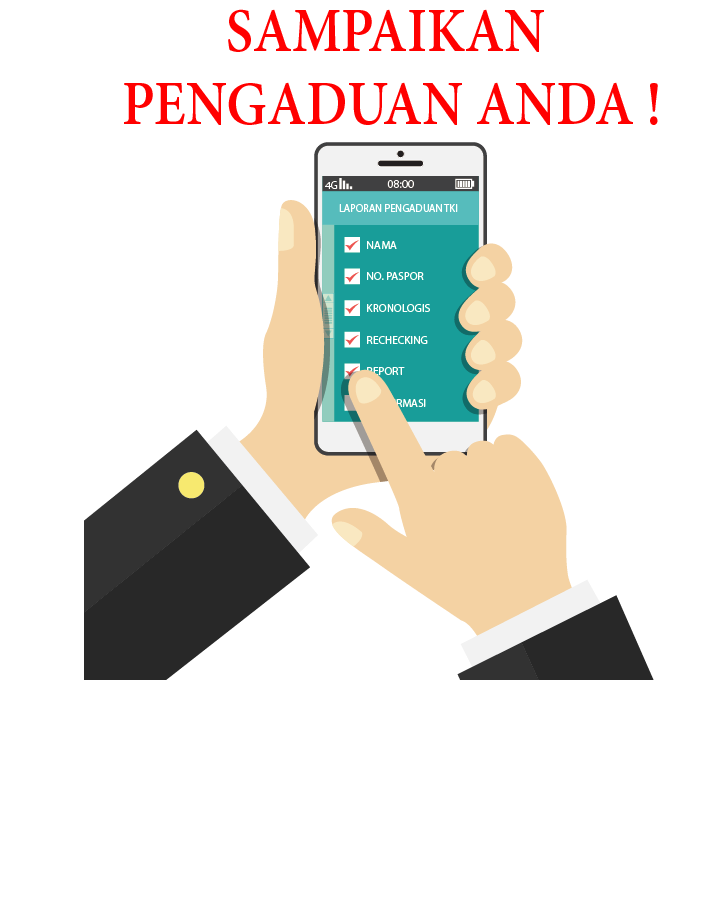 SAMPAIKAN
PENGADUAN ANDA !
4G 08:00
LAPORAN PENGADUAN TKI
NAMA
NO. PASPOR
KRONOLOGIS
RECHECKING
REPORT